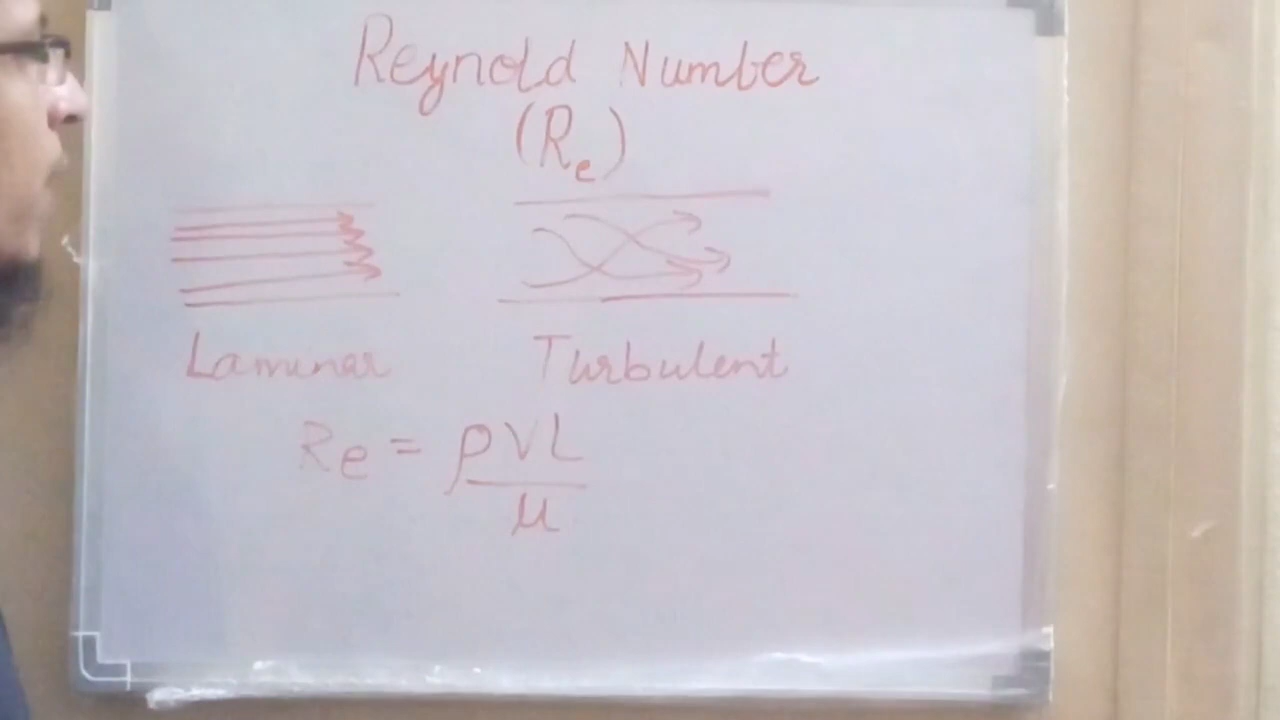 Reynold Number
(Re)
Laminar Turbulent
Re = ρVL
μ